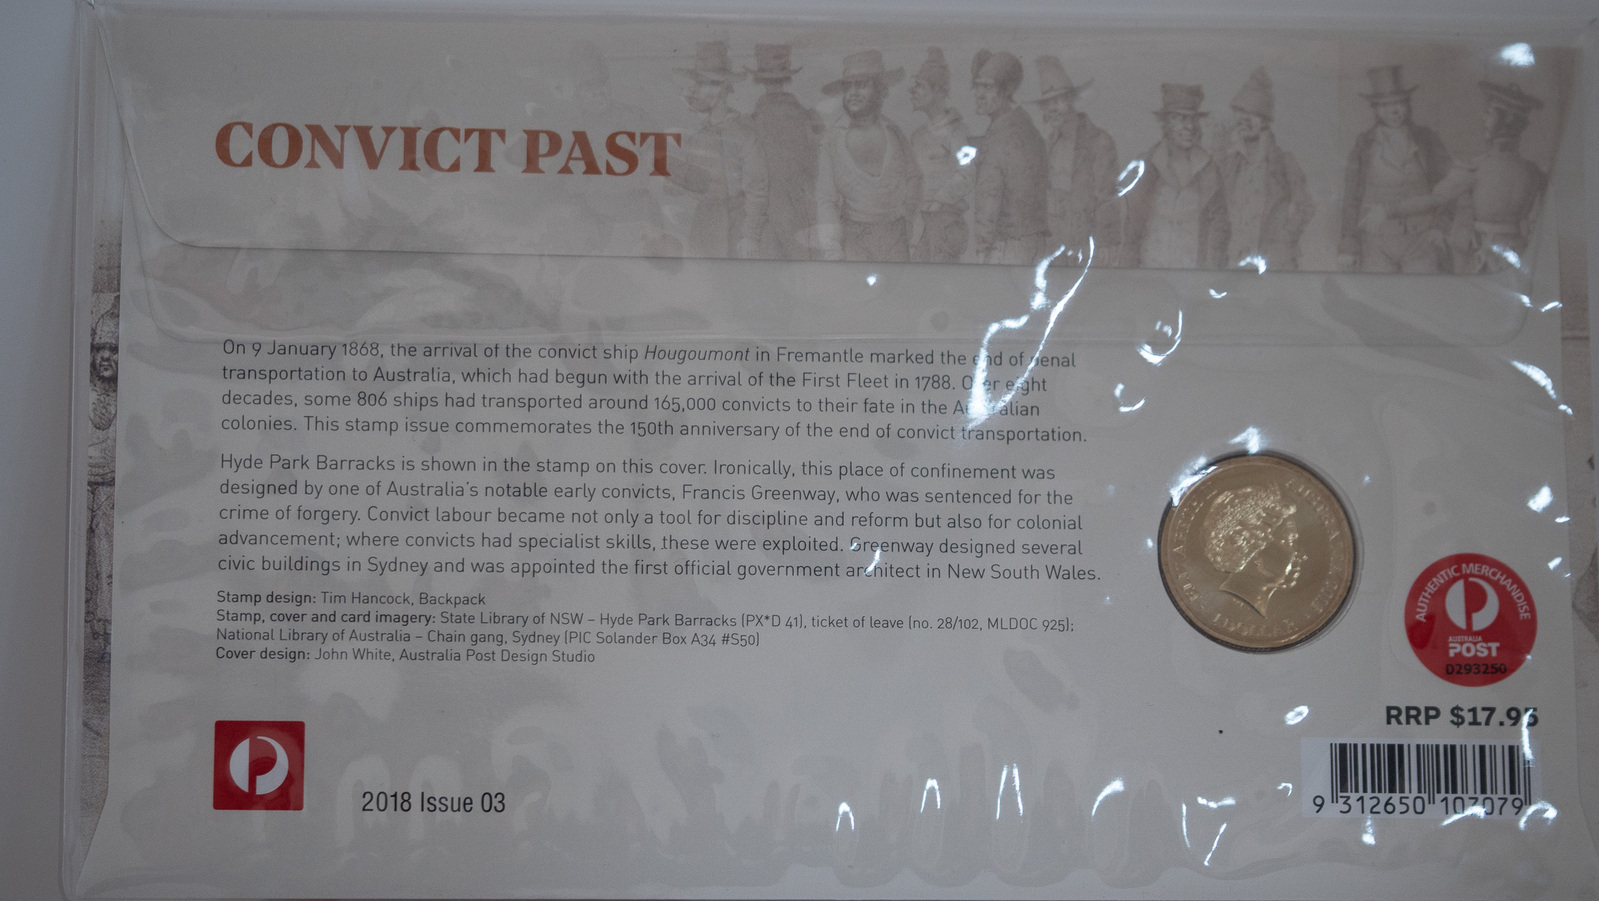 CONVICT PAST
On 9 January 1868, the arrival of the convict ship Hougoumont in Fremantle marked the end of penal
transportation to Australia, which had begun with the arrival of the First Fleet in 1788. Over eight
decades, some 806 ships had transported around 165,000 convicts to their fate in the Australian
colonies. This stamp issue commemorates the 150th anniversary of the end of convict transportation.
Hyde Park Barracks is shown in the stamp on this cover. Ironically, this place of confinement was
designed by one of Australia's notable early convicts, Francis Greenway, who was sentenced for the
crime of forgery. Convict labour became not only a tool for discipline and reform but also for colonial
advancement; where convicts had specialist skills, these were exploited. Greenway designed several
civic buildings in Sydney and was appointed the first official government architect in New South Wales.
Stamp design: Tim Hancock, Backpack
Stamp, cover and card imagery: State Library of NSW – Hyde Park Barracks (PX*D 41), ticket of leave (no. 28/102, MLDOC 925);
National Library of Australia – Chain gang, Sydney (PIC Solander Box A34 #S50)
Cover design: John White, Australia Post Design Studio
AUTHENTIC MERCHANDISE
AUSTRALIA
POST
D293250
RRP $17.95
9 312650 107079
2018 Issue 03